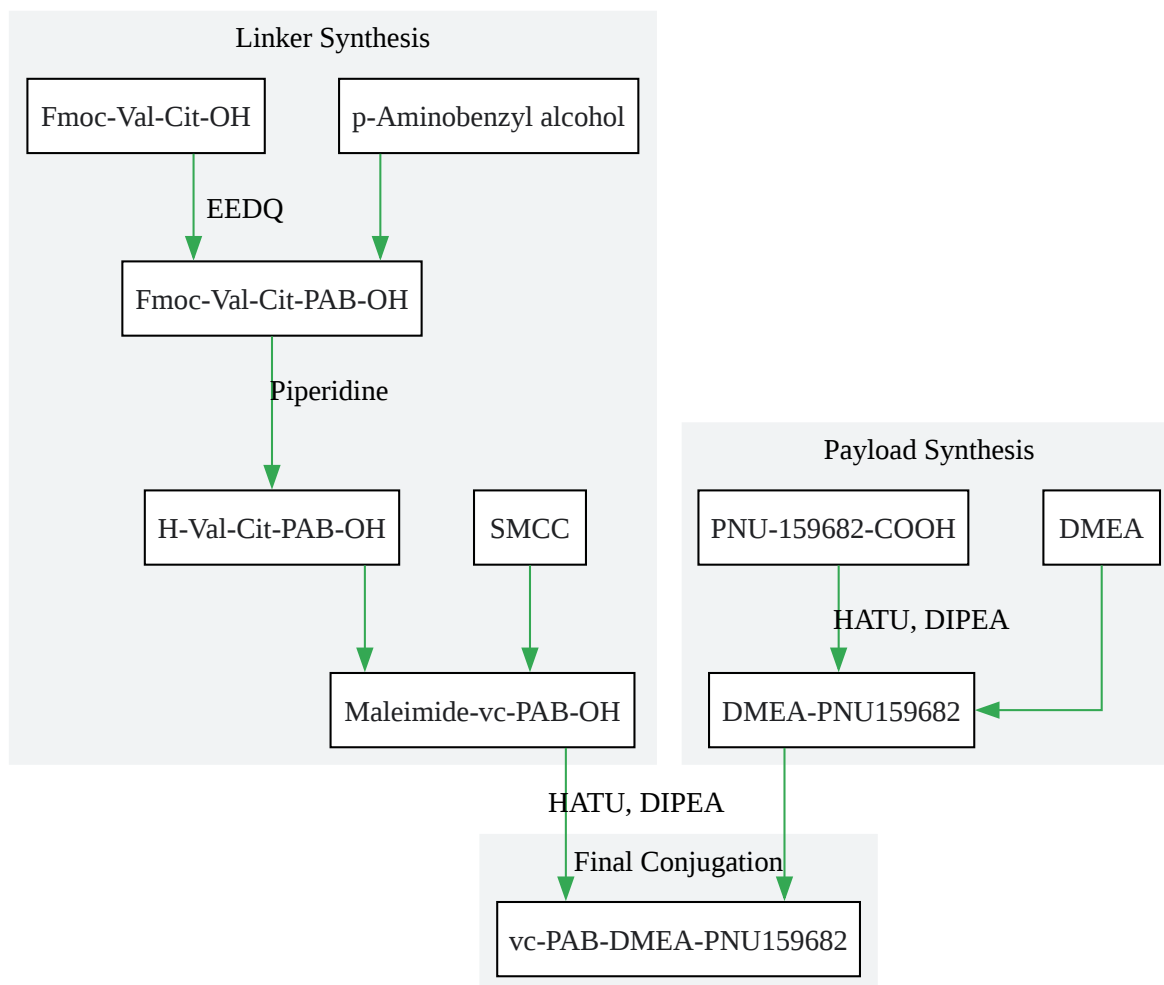 Linker Synthesis
Fmoc-Val-Cit-OH
p-Aminobenzyl alcohol
EEDQ
Fmoc-Val-Cit-PAB-OH
Piperidine
H-Val-Cit-PAB-OH
SMCC
Maleimide-vc-PAB-OH
Payload Synthesis
PNU-159682-COOH
DMEA
HATU, DIPEA
DMEA-PNU159682
HATU, DIPEA
Final Conjugation
vc-PAB-DMEA-PNU159682